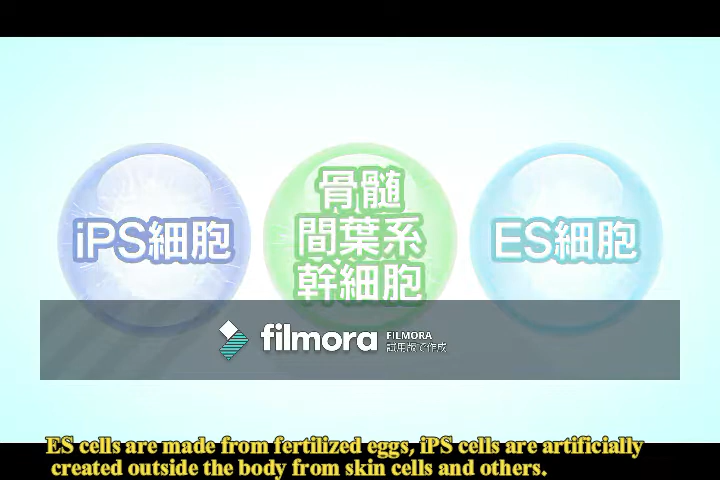 iPS細胞
骨髄
間葉系
幹細胞
ES細胞
filmora
FILMORA
試用版で作成
ES cells are made from fertilized eggs, iPS cells are artificially
created outside the body from skin cells and others.